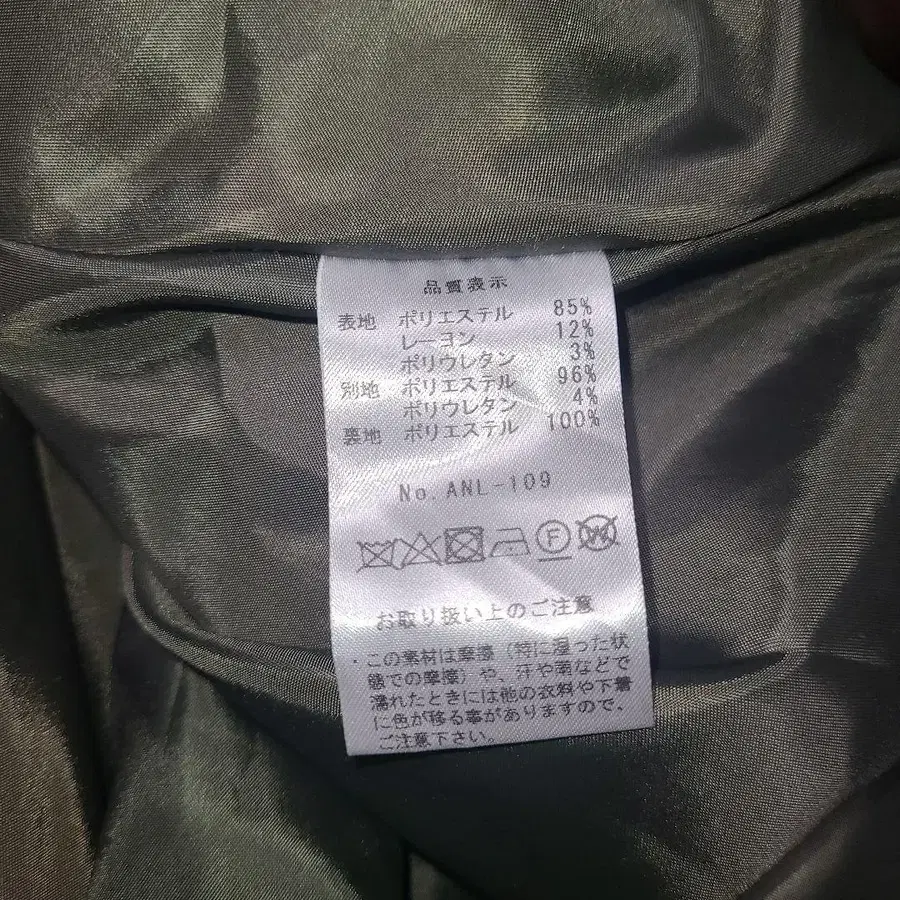 品質表示
表地 ポリエステル 85%
レーヨン 12%
ポリウレタン 3%
別地 ポリエステル 96%
ポリウレタン 4%
裏地 ポリエステル 100%
No.ANL-109
F W
お取り扱い上のご注意
・この素材は摩擦(特に湿った状
態での摩擦)や、汗や雨などで
濡れたときには他の衣料や下着
に色が移る事がありますので、
ご注意下さい。